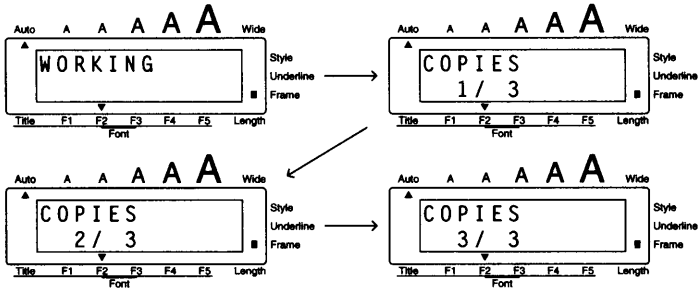 Auto A A A A A Wide
WORKING
Style
Underline
Frame
Title F1 F2 F3 F4 F5 Length
Font
Auto A A A A A Wide
COPIES
Style
1/ 3
Underline
Frame
Title F1 F2 F3 F4 F5 Length
Font
Auto A A A A A Wide
COPIES
Style
2/ 3
Underline
Frame
Title F1 F2 F3 F4 F5 Length
Font
Auto A A A A A Wide
COPIES
Style
3/ 3
Underline
Frame
Title F1 F2 F3 F4 F5 Length
Font